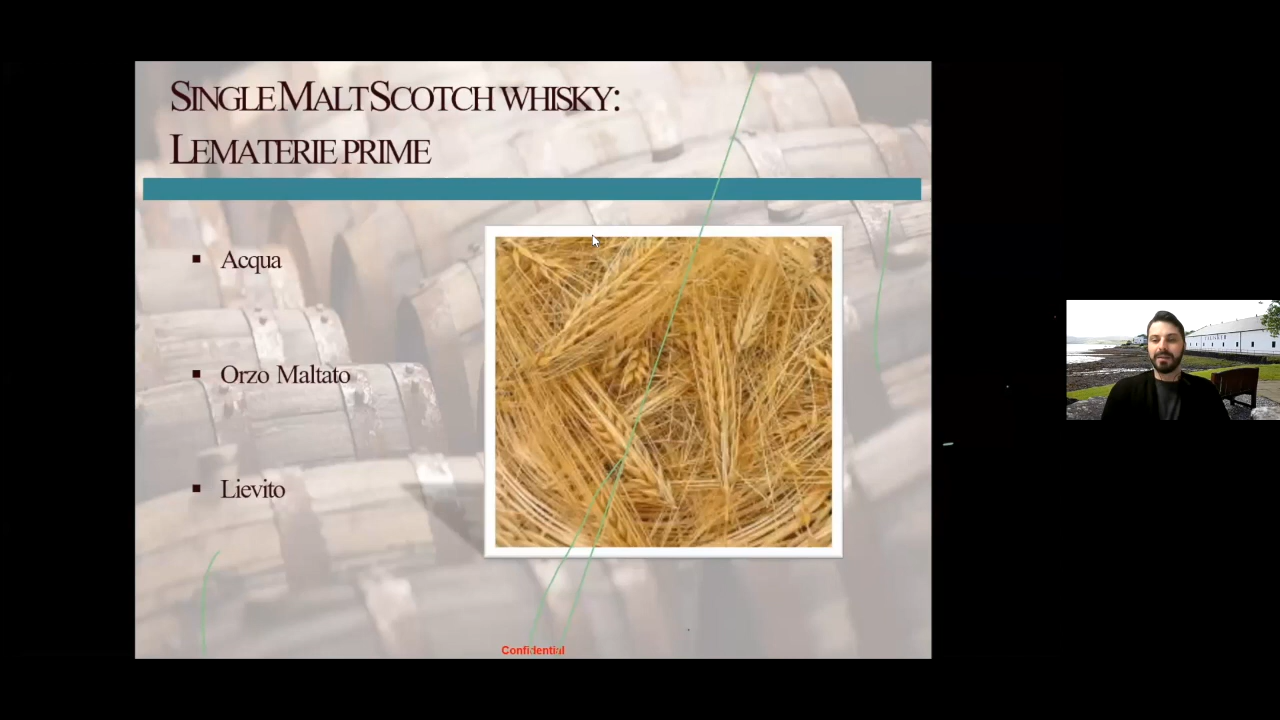 SINGLE MALT SCOTCH WHISKY:
LE MATERIE PRIME
▪ Acqua
▪ Orzo Maltato
▪ Lievito
Confidential